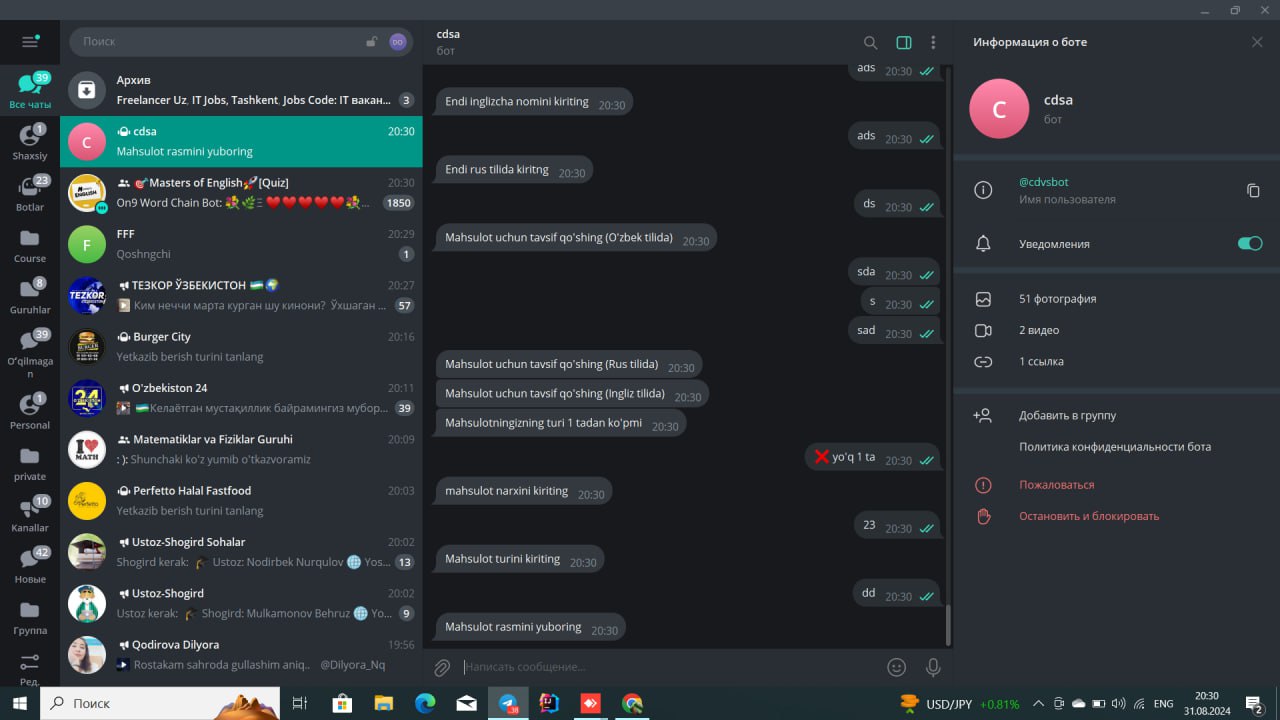 Поиск
DO
39
Все чаты
1
Shaxsly
23
Botlar
Course
8
Guruhlar
39
O'qilmagan
1
Personal
private
10
Kanallar
42
Новые
Группа
Ред.
Архив
Freelancer Uz, IT Jobs, Tashkent, Jobs Code: IT вакан... 3
C
cdsa 20:30
Mahsulot rasmini yuboring
ENGLISH
🎯Masters of English🚀[Quiz] 20:30
On9 Word Chain Bot: 💐🌿Ξ ❤️❤️❤️❤️❤️💐... 1850
F
FFF 20:29
Qoshngchi 1
TEZKOR
ТЕЗКОР ЎЗБЕКИСТОН 🇺🇿🌍 20:27
Ким неччи марта курган шу кинони? Ўхшаган ... 57
Burger City 20:16
Yetkazib berish turini tanlang
24
O'zbekiston 24 20:11
🇺🇿Келаётган мустақиллик байрамингиз мубор... 39
I ❤ MATH
Matematiklar va Fiziklar Guruhi 20:09
: ): Shunchaki ko'z yumib o'tkazvoramiz
Perfetto
Perfetto Halal Fastfood 20:03
Yetkazib berish turini tanlang
Ustoz-Shogird Sohalar 20:02
Shogird kerak: 🎓 Ustoz: Nodirbek Nurqulov 🌐 Yos... 13
Ustoz-Shogird 20:02
Ustoz kerak: 🎓 Shogird: Mulkamonov Behruz 🌐 Yo... 9
Qodirova Dilyora 19:56
Rostakam sahroda gullashim aniq.. @Dilyora_Nq
cdsa
бот
ads 20:30
Endi inglizcha nomini kiriting 20:30
ads 20:30
Endi rus tilida kiritng 20:30
ds 20:30
Mahsulot uchun tavsif qo'shing (O'zbek tilida) 20:30
sda 20:30
s 20:30
sad 20:30
Mahsulot uchun tavsif qo'shing (Rus tilida) 20:30
Mahsulot uchun tavsif qo'shing (Ingliz tilida) 20:30
Mahsulotningizning turi 1 tadan ko'pmi 20:30
❌ yo'q 1 ta 20:30
mahsulot narxini kiriting 20:30
23 20:30
Mahsulot turini kiriting 20:30
dd 20:30
Mahsulot rasmini yuboring 20:30
Написать сообщение...
Информация о боте
C
cdsa
бот
@cdvsbot
Имя пользователя
Уведомления
51 фотография
2 видео
1 ссылка
Добавить в группу
Политика конфиденциальности бота
Пожаловаться
Остановить и блокировать
Поиск
38
USD/JPY +0.81%
ENG
20:30
31.08.2024
2